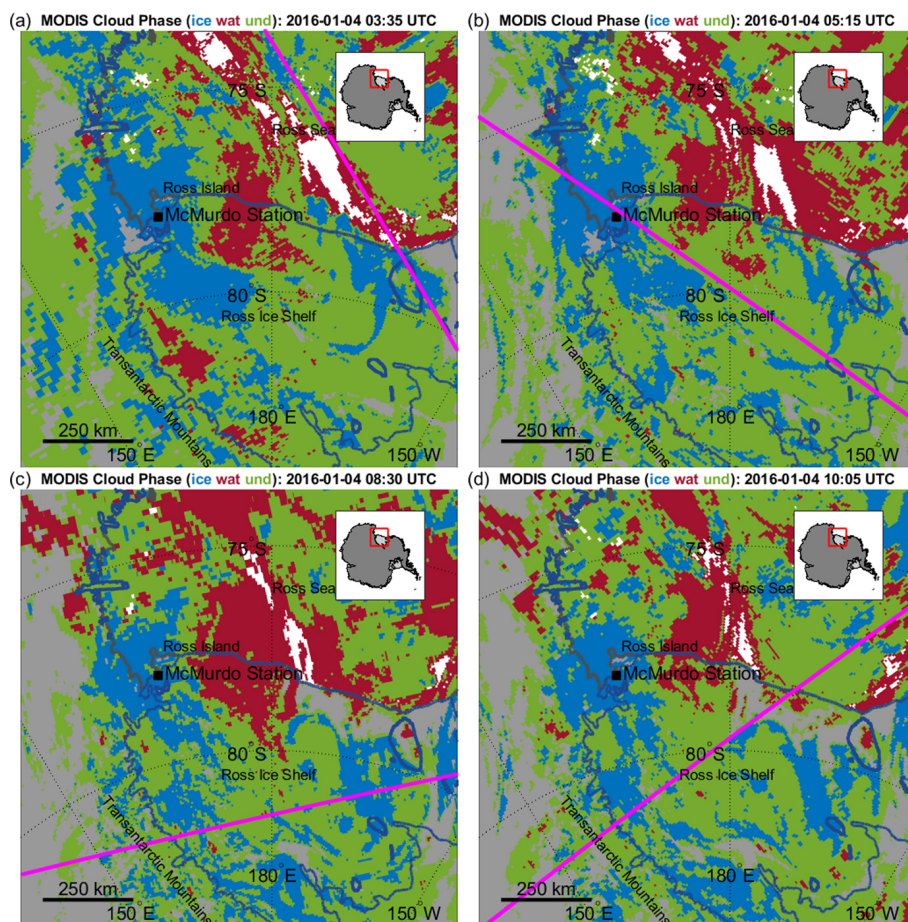 (a) MODIS Cloud Phase (ice wat und): 2016-01-04 03:35 UTC
75° S
Ross Sea
Ross Island
McMurdo Station
80° S
Ross Ice Shelf
Transantarctic Mountains
180° E
250 km
150° E
150° W
(b) MODIS Cloud Phase (ice wat und): 2016-01-04 05:15 UTC
75° S
Ross Sea
Ross Island
McMurdo Station
80° S
Ross Ice Shelf
Transantarctic Mountains
180° E
250 km
150° E
150° W
(c) MODIS Cloud Phase (ice wat und): 2016-01-04 08:30 UTC
75° S
Ross Sea
Ross Island
McMurdo Station
80° S
Ross Ice Shelf
Transantarctic Mountains
180° E
250 km
150° E
150° W
(d) MODIS Cloud Phase (ice wat und): 2016-01-04 10:05 UTC
75° S
Ross Sea
Ross Island
McMurdo Station
80° S
Ross Ice Shelf
Transantarctic Mountains
180° E
250 km
150° E
150° W